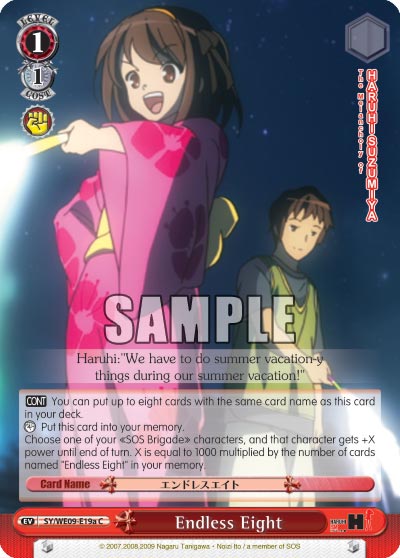 LEVEL
1
1
COST
The Melancholy of
HARUHI SUZUMIYA
SAMPLE
Haruhi:"We have to do summer vacation-y
things during our summer vacation!"
CONT You can put up to eight cards with the same card name as this card
in your deck.
Put this card into your memory.
Choose one of your «SOS Brigade» characters, and that character gets +X
power until end of turn. X is equal to 1000 multiplied by the number of cards
named "Endless Eight" in your memory.
Card Name エンドレスエイト
EV SY/WE09-E19a C Endless Eight
HARUHI H
© 2007,2008,2009 Nagaru Tanigawa • Noizi Ito / a member of SOS